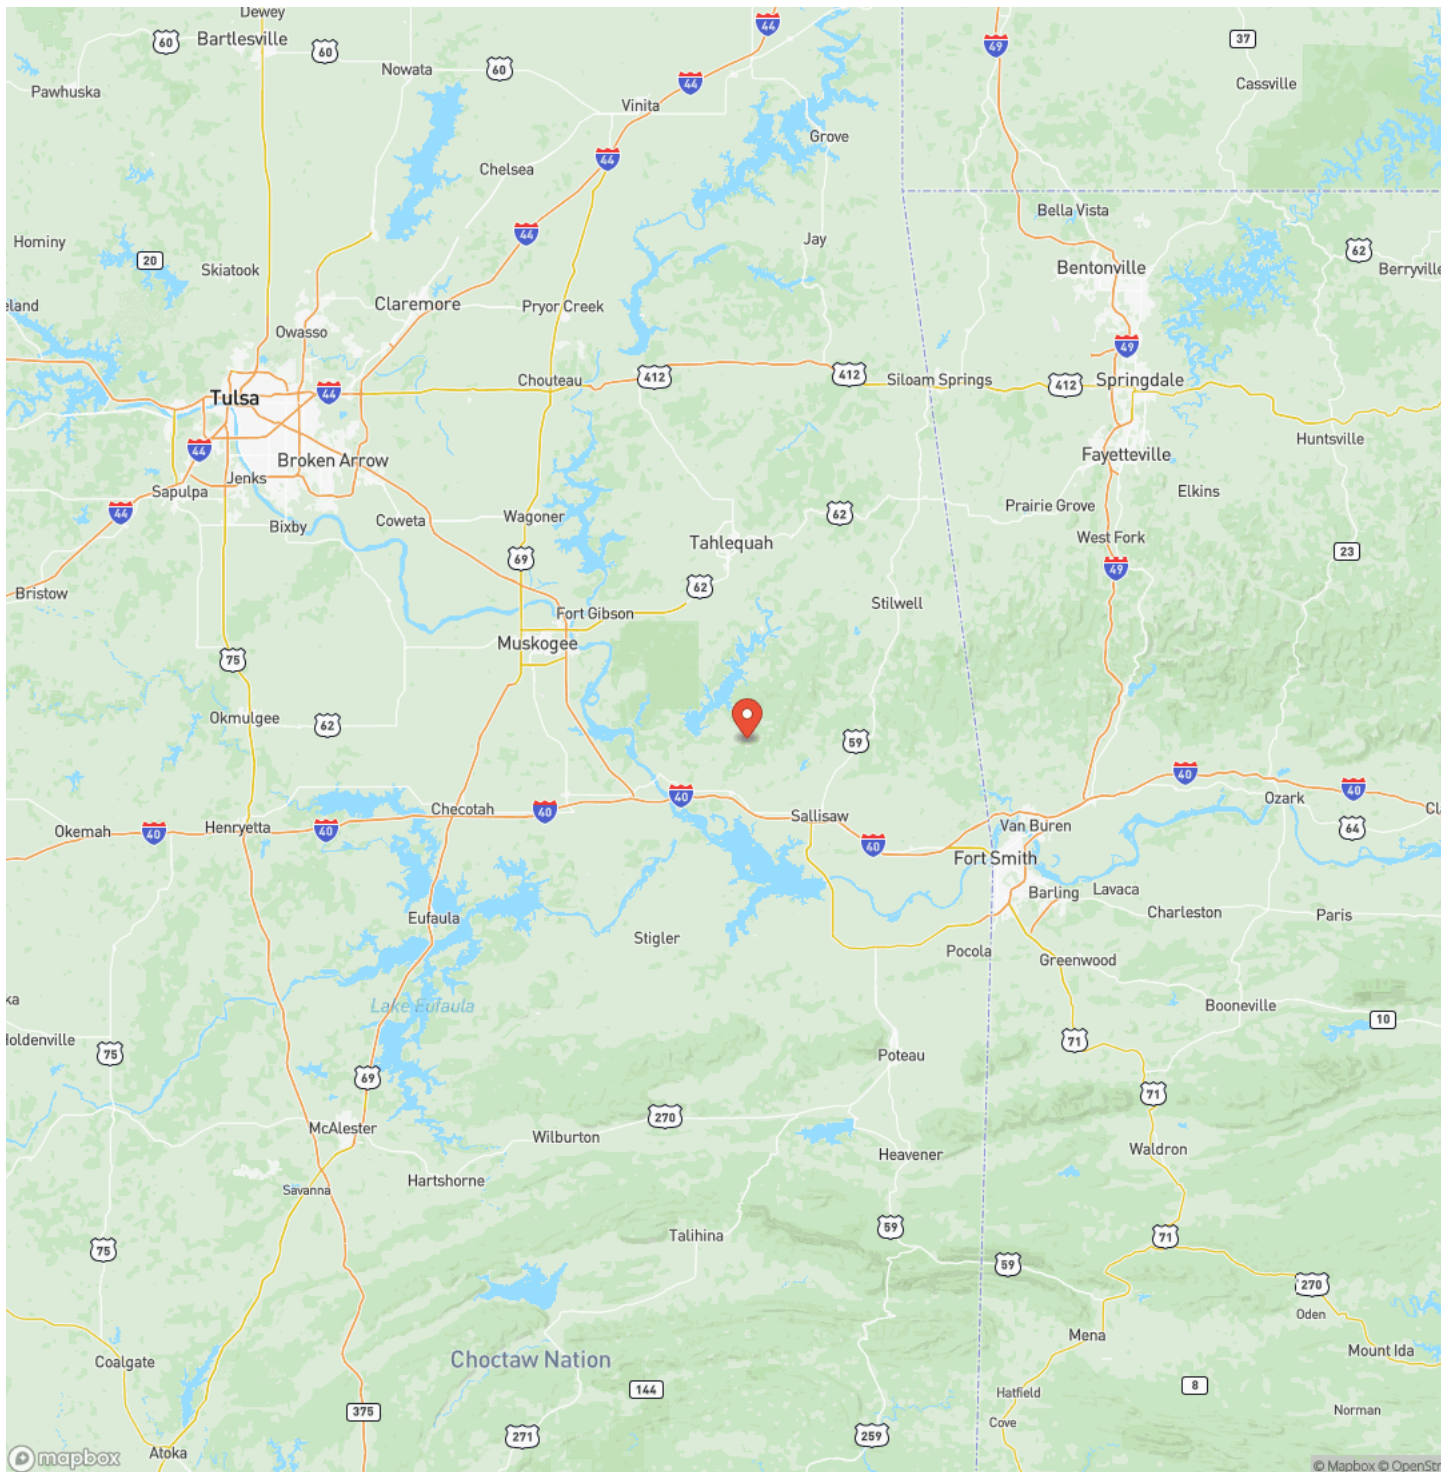 Dewey
44
60
Bartlesville
60
49
37
Nowata
60
44
Pawhuska
Cassville
Vinita
Grove
44
Chelsea
Bella Vista
44
Hominy
Jay
62
20
Skiatook
Bentonville
Berryville
eland
Claremore
Pryor Creek
Owasso
49
412
412
Chouteau
Siloam Springs
412
Springdale
Tulsa
44
Huntsville
44
Broken Arrow
Fayetteville
Jenks
Sapulpa
Elkins
Prairie Grove
44
Bixby
Coweta
Wagoner
62
West Fork
Tahlequah
23
69
49
62
Bristow
Stilwell
Fort Gibson
Muskogee
75
Okmulgee
62
59
40
40
40
Ozark
Checotah
40
Sallisaw
Cl
Okemah
40
Henryetta
40
Van Buren
64
40
Fort Smith
Barling
Lavaca
Charleston
Paris
Eufaula
Stigler
Pocola
Greenwood
ka
Lake Eufaula
Booneville
10
Holdenville
75
71
Poteau
69
71
270
McAlester
Wilburton
Waldron
Heavener
Hartshorne
Savanna
59
Talihina
71
75
59
270
Oden
Mena
Mount Ida
Coalgate
Choctaw Nation
144
8
Hatfield
375
Norman
Cove
271
259
Atoka
mapbox
© Mapbox © OpenStr